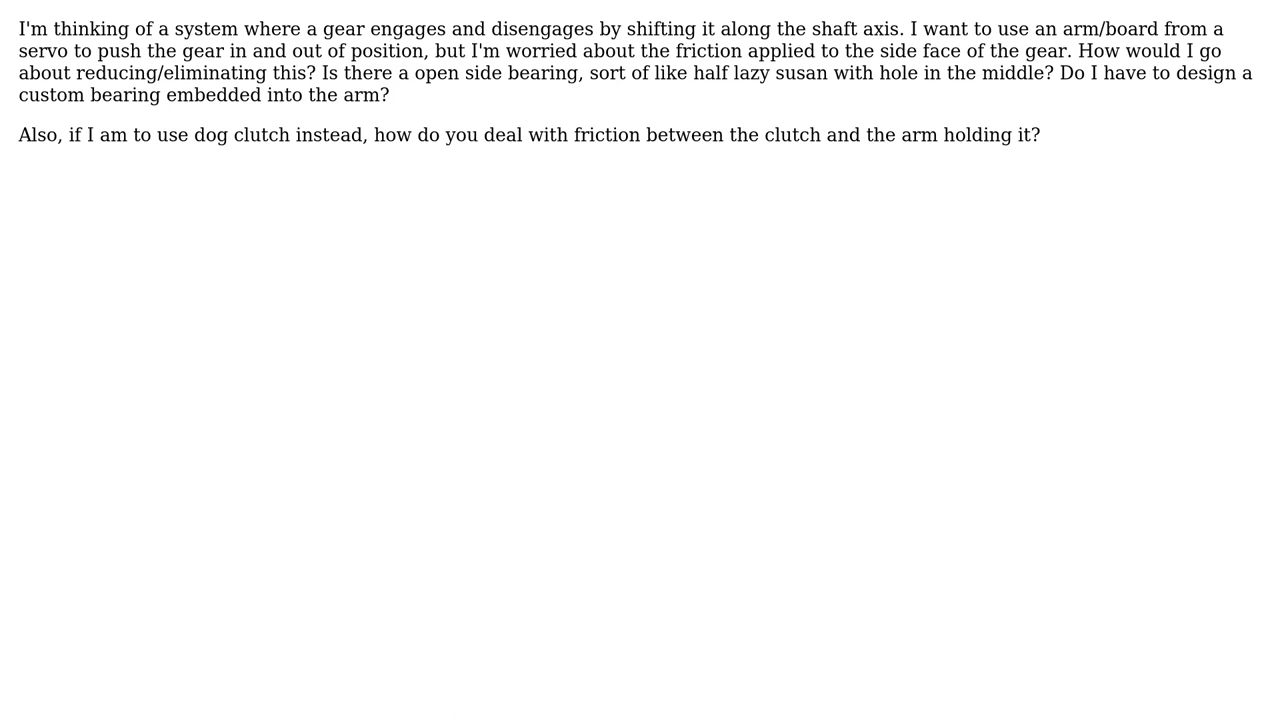 I'm thinking of a system where a gear engages and disengages by shifting it along the shaft axis. I want to use an arm/board from a
servo to push the gear in and out of position, but I'm worried about the friction applied to the side face of the gear. How would I go
about reducing/eliminating this? Is there a open side bearing, sort of like half lazy susan with hole in the middle? Do I have to design a
custom bearing embedded into the arm?
Also, if I am to use dog clutch instead, how do you deal with friction between the clutch and the arm holding it?